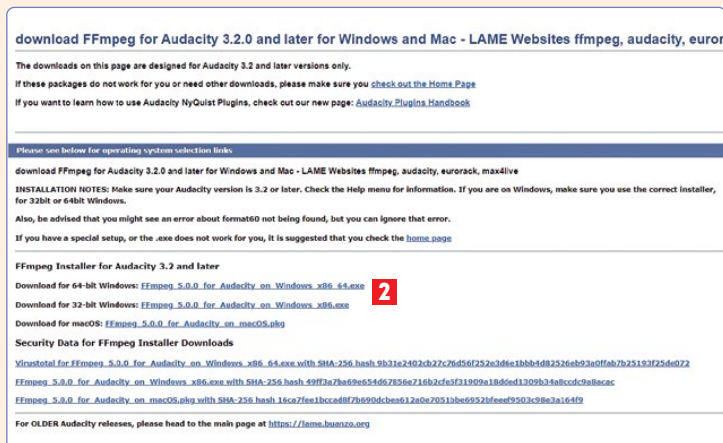 download FFmpeg for Audacity 3.2.0 and later for Windows and Mac - LAME Websites ffmpeg, audacity, euror
The downloads on this page are designed for Audacity 3.2 and later versions only.
If these packages do not work for you or need other downloads, please make sure you check out the Home Page
If you want to learn how to use Audacity NyQuist Plugins, check out our new page: Audacity Plugins Handbook
Please see below for operating system selection links
download FFmpeg for Audacity 3.2.0 and later for Windows and Mac - LAME Websites ffmpeg, audacity, eurorack, max4live
INSTALLATION NOTES: Make sure your Audacity version is 3.2 or later. Check the Help menu for information. If you are on Windows, make sure you use the correct installer,
for 32bit or 64bit Windows.
Also, be advised that you might see an error about format60 not being found, but you can ignore that error.
If you have a special setup, or the .exe does not work for you, it is suggested that you check the home page
FFmpeg Installer for Audacity 3.2 and later
Download for 64-bit Windows: FFmpeg_5.0.0_for_Audacity_on_Windows_x86_64.exe
2
Download for 32-bit Windows: FFmpeg_5.0.0_for_Audacity_on_Windows_x86.exe
Download for macOS: FFmpeg_5.0.0_for_Audacity_on_macOS.pkg
Security Data for FFmpeg Installer Downloads
Virustotal for FFmpeg_5.0.0_for_Audacity_on_Windows_x86_64.exe with SHA-256 hash
FFmpeg_5.0.0_for_Audacity_on_Windows_x86.exe with SHA-256 hash
FFmpeg_5.0.0_for_Audacity_on_macOS.pkg with SHA-256 hash
For OLDER Audacity releases, please head to the main page at https://lame.buanzo.org